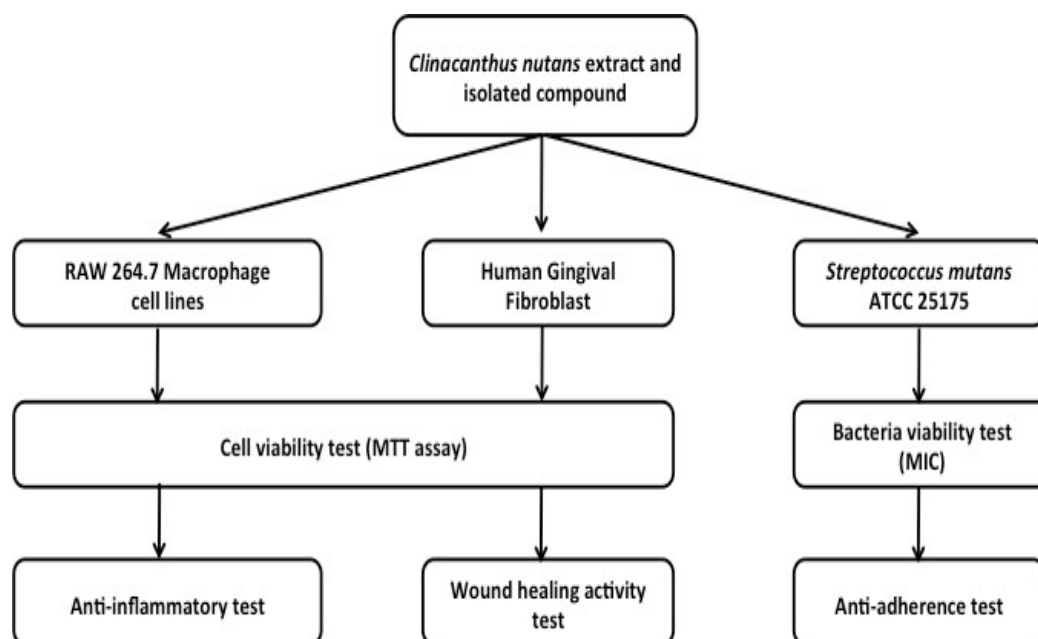 Clinacanthus nutans extract and
isolated compound
RAW 264.7 Macrophage
cell lines
Human Gingival
Fibroblast
Streptococcus mutans
ATCC 25175
Cell viability test (MTT assay)
Bacteria viability test
(MIC)
Anti-inflammatory test
Wound healing activity
test
Anti-adherence test